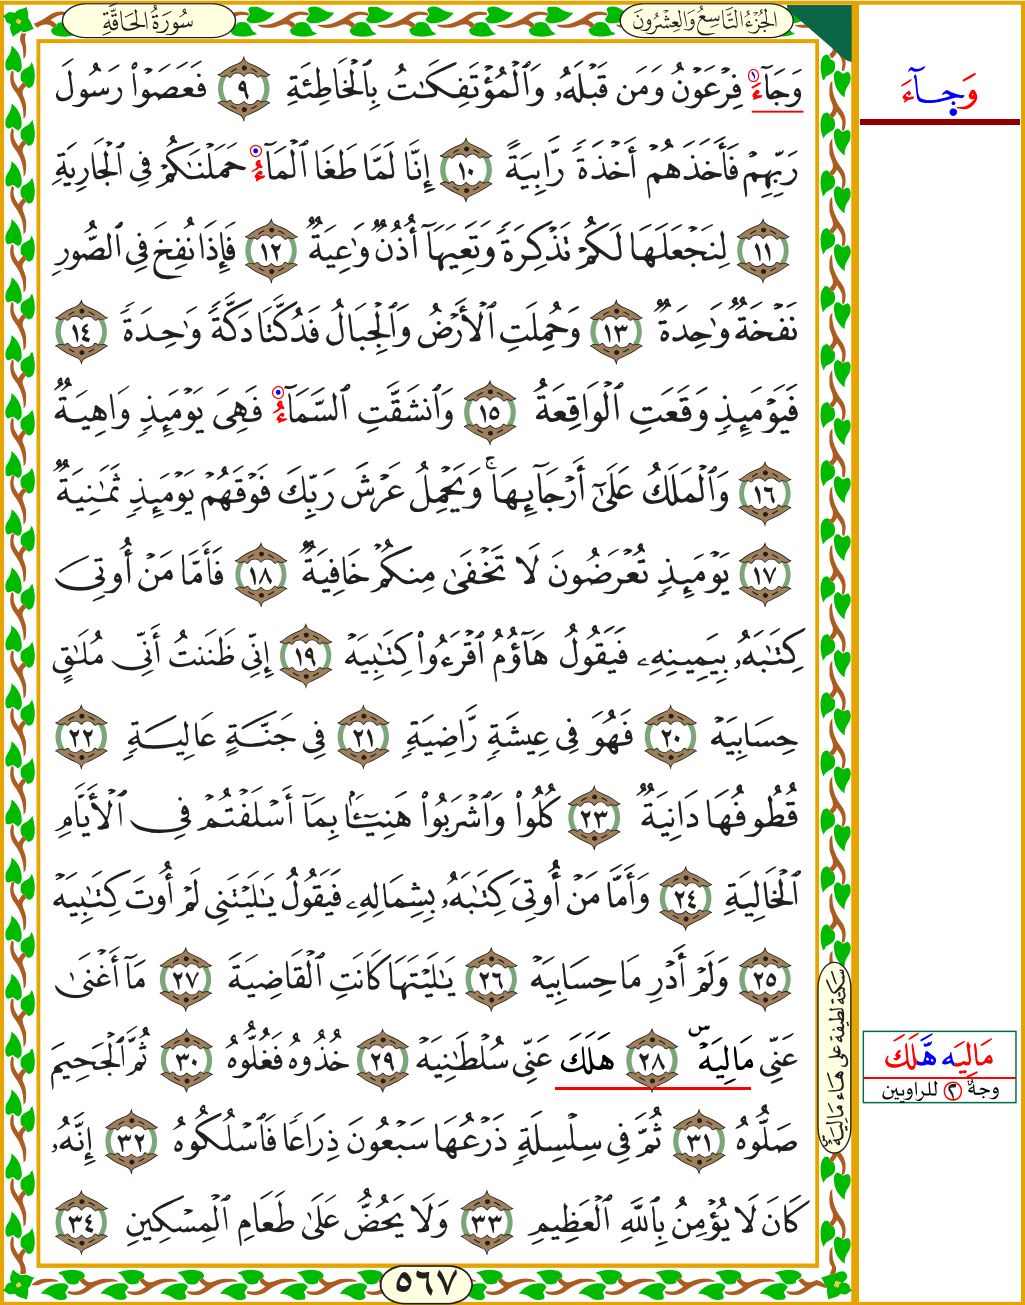 سُورَةُ الحَاقَّةِ
الجُزءُ التَّاسِعُ وَالعِشْرُونَ
وَجَآءَ فِرْعَوْنُ وَمَن قَبْلَهُۥ وَٱلْمُؤْتَفِكَٰتُ بِٱلْخَاطِئَةِ ٩ فَعَصَوْا۟ رَسُولَ
رَبِّهِمْ فَأَخَذَهُمْ أَخْذَةً رَّابِيَةً ١٠ إِنَّا لَمَّا طَغَا ٱلْمَآءُ حَمَلْنَٰكُمْ فِى ٱلْجَارِيَةِ
١١ لِنَجْعَلَهَا لَكُمْ تَذْكِرَةً وَتَعِيَهَآ أُذُنٌ وَٰعِيَةٌ ١٢ فَإِذَا نُفِخَ فِى ٱلصُّورِ
نَفْخَةٌ وَٰحِدَةٌ ١٣ وَحُمِلَتِ ٱلْأَرْضُ وَٱلْجِبَالُ فَدُكَّتَا دَكَّةً وَٰحِدَةً ١٤
فَيَوْمَئِذٍ وَقَعَتِ ٱلْوَاقِعَةُ ١٥ وَٱنشَقَّتِ ٱلسَّمَآءُ فَهِىَ يَوْمَئِذٍ وَاهِيَةٌ
١٦ وَٱلْمَلَكُ عَلَىٰٓ أَرْجَآئِهَا ۚ وَيَحْمِلُ عَرْشَ رَبِّكَ فَوْقَهُمْ يَوْمَئِذٍ ثَمَٰنِيَةٌ
١٧ يَوْمَئِذٍ تُعْرَضُونَ لَا تَخْفَىٰ مِنكُمْ خَافِيَةٌ ١٨ فَأَمَّا مَنْ أُوتِىَ
كِتَٰبَهُۥ بِيَمِينِهِۦ فَيَقُولُ هَآؤُمُ ٱقْرَءُوا۟ كِتَٰبِيَهْ ١٩ إِنِّى ظَنَنتُ أَنِّى مُلَٰقٍ
حِسَابِيَهْ ٢٠ فَهُوَ فِى عِيشَةٍ رَّاضِيَةٍ ٢١ فِى جَنَّةٍ عَالِيَةٍ ٢٢
قُطُوفُهَا دَانِيَةٌ ٢٣ كُلُوا۟ وَٱشْرَبُوا۟ هَنِيٓـًٔۢا بِمَآ أَسْلَفْتُمْ فِى ٱلْأَيَّامِ
ٱلْخَالِيَةِ ٢٤ وَأَمَّا مَنْ أُوتِىَ كِتَٰبَهُۥ بِشِمَالِهِۦ فَيَقُولُ يَٰلَيْتَنِى لَمْ أُوتَ كِتَٰبِيَهْ
٢٥ وَلَمْ أَدْرِ مَا حِسَابِيَهْ ٢٦ يَٰلَيْتَهَا كَانَتِ ٱلْقَاضِيَةَ ٢٧ مَآ أَغْنَىٰ
عَنِّى مَالِيَهْ ۜ ٢٨ هَلَكَ عَنِّى سُلْطَٰنِيَهْ ٢٩ خُذُوهُ فَغُلُّوهُ ٣٠ ثُمَّ ٱلْجَحِيمَ
صَلُّوهُ ٣١ ثُمَّ فِى سِلْسِلَةٍ ذَرْعُهَا سَبْعُونَ ذِرَاعًا فَٱسْلُكُوهُ ٣٢ إِنَّهُۥ
كَانَ لَا يُؤْمِنُ بِٱللَّهِ ٱلْعَظِيمِ ٣٣ وَلَا يَحُضُّ عَلَىٰ طَعَامِ ٱلْمِسْكِينِ ٣٤
٥٦٧
وَجَآءَ
سكتة لطيفة على هاء مَالِيَهْ ۜ
مَالِيَه هَّلَكَ
وجهٌ ٢ للراويين